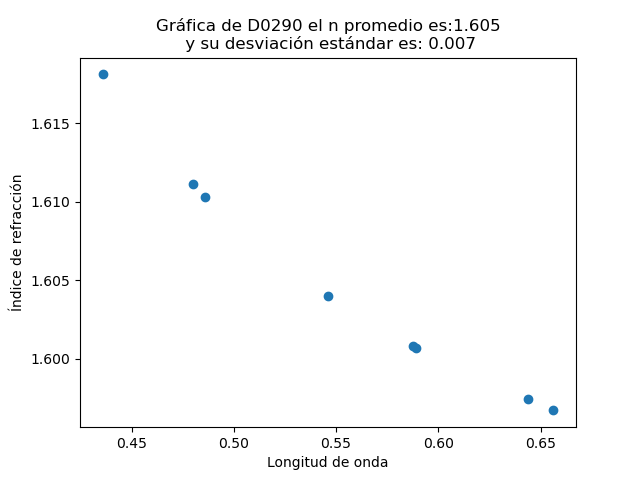 Gráfica de D0290 el n promedio es:1.605
y su desviación estándar es: 0.007
Índice de refracción
1.615
1.610
1.605
1.600
0.45 0.50 0.55 0.60 0.65
Longitud de onda